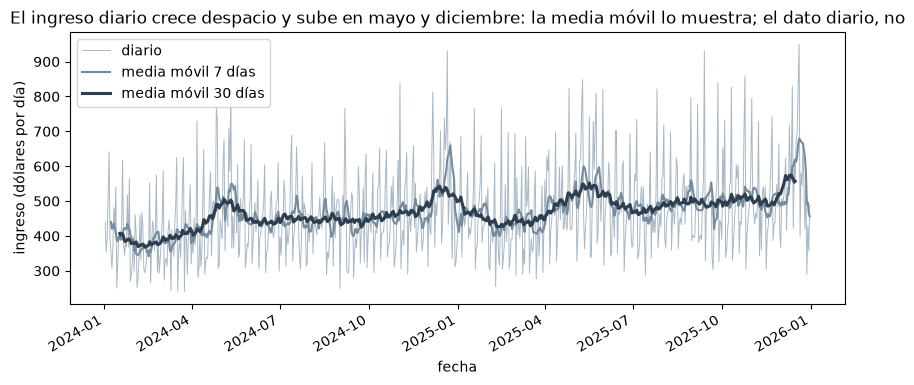 El ingreso diario crece despacio y sube en mayo y diciembre: la media móvil lo muestra; el dato diario, no
diario
media móvil 7 días
media móvil 30 días
ingreso (dólares por día)
900
800
700
600
500
400
300
2024-01
2024-04
2024-07
2024-10
2025-01
2025-04
2025-07
2025-10
2026-01
fecha